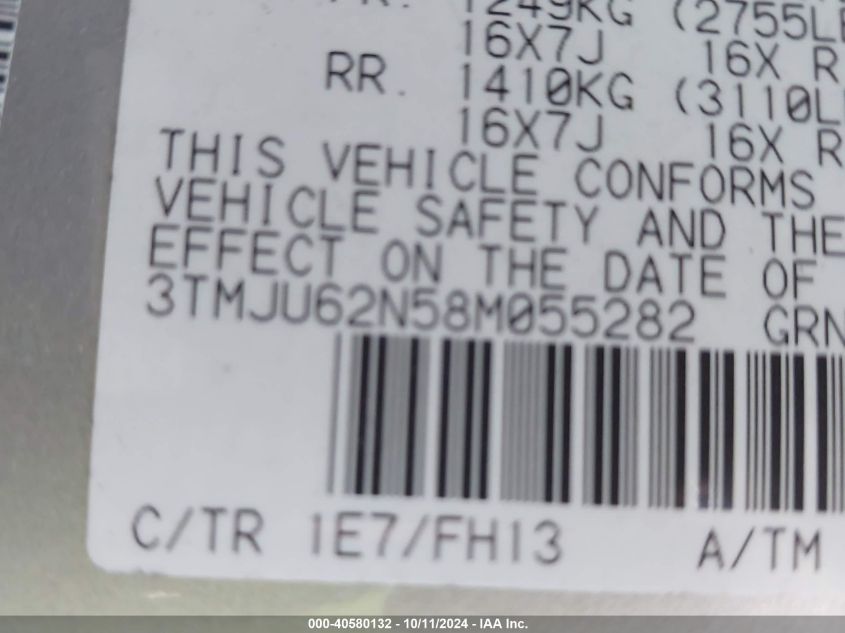 FR. 1249KG (2755LB
16X7J 16X R
RR. 1410KG (3110L
16X7J 16X R
THIS VEHICLE CONFORMS
VEHICLE SAFETY AND THE
EFFECT ON THE DATE OF
3TMJU62N58M055282 GRN
C/TR 1E7/FH13 A/TM
000-40580132 - 10/11/2024 - IAA Inc.